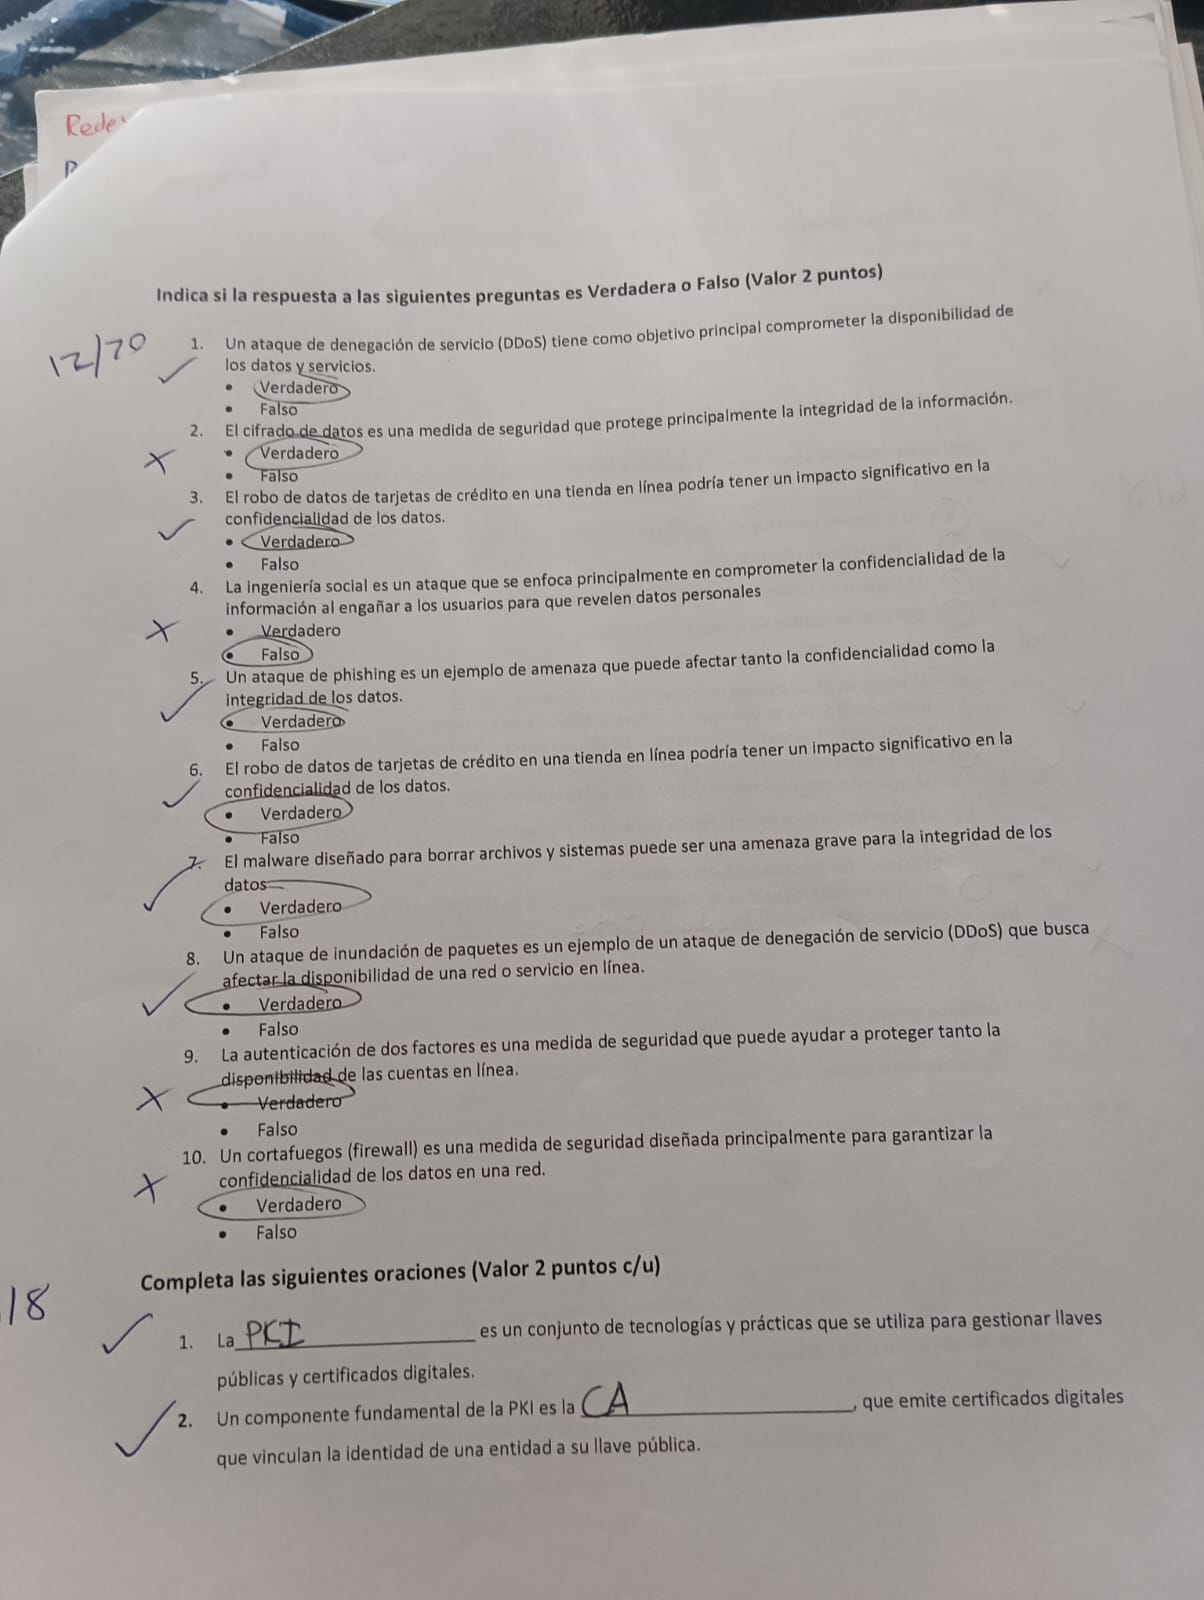 Redes
Indica si la respuesta a las siguientes preguntas es Verdadera o Falso (Valor 2 puntos)
12/20
1. Un ataque de denegación de servicio (DDoS) tiene como objetivo principal comprometer la disponibilidad de
los datos y servicios.
• Verdadero
• Falso
2. El cifrado de datos es una medida de seguridad que protege principalmente la integridad de la información.
• Verdadero
• Falso
3. El robo de datos de tarjetas de crédito en una tienda en línea podría tener un impacto significativo en la
confidencialidad de los datos.
• Verdadero
• Falso
4. La ingeniería social es un ataque que se enfoca principalmente en comprometer la confidencialidad de la
información al engañar a los usuarios para que revelen datos personales
• Verdadero
• Falso
5. Un ataque de phishing es un ejemplo de amenaza que puede afectar tanto la confidencialidad como la
integridad de los datos.
• Verdadero
• Falso
6. El robo de datos de tarjetas de crédito en una tienda en línea podría tener un impacto significativo en la
confidencialidad de los datos.
• Verdadero
• Falso
7. El malware diseñado para borrar archivos y sistemas puede ser una amenaza grave para la integridad de los
datos
• Verdadero
• Falso
8. Un ataque de inundación de paquetes es un ejemplo de un ataque de denegación de servicio (DDoS) que busca
afectar la disponibilidad de una red o servicio en línea.
• Verdadero
• Falso
9. La autenticación de dos factores es una medida de seguridad que puede ayudar a proteger tanto la
disponibilidad de las cuentas en línea.
• Verdadero
• Falso
10. Un cortafuegos (firewall) es una medida de seguridad diseñada principalmente para garantizar la
confidencialidad de los datos en una red.
• Verdadero
• Falso
Completa las siguientes oraciones (Valor 2 puntos c/u)
18
1. La PKI es un conjunto de tecnologías y prácticas que se utiliza para gestionar llaves
públicas y certificados digitales.
2. Un componente fundamental de la PKI es la CA, que emite certificados digitales
que vinculan la identidad de una entidad a su llave pública.